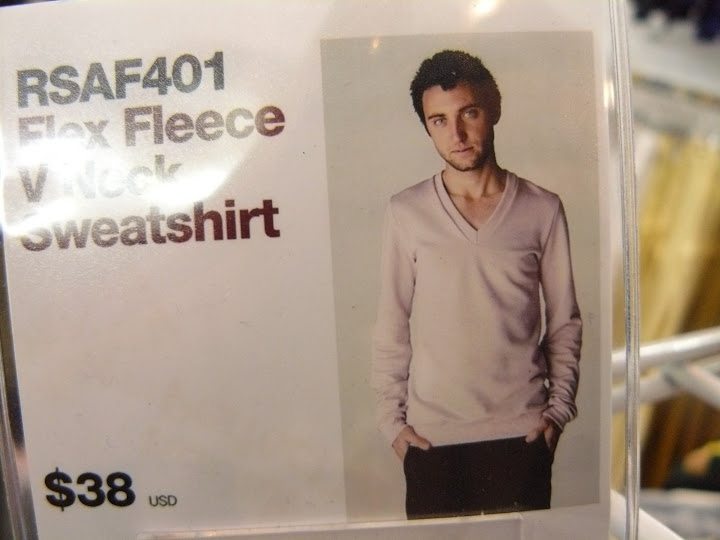 RSAF401
Flex Fleece
V Neck
Sweatshirt
$38 USD